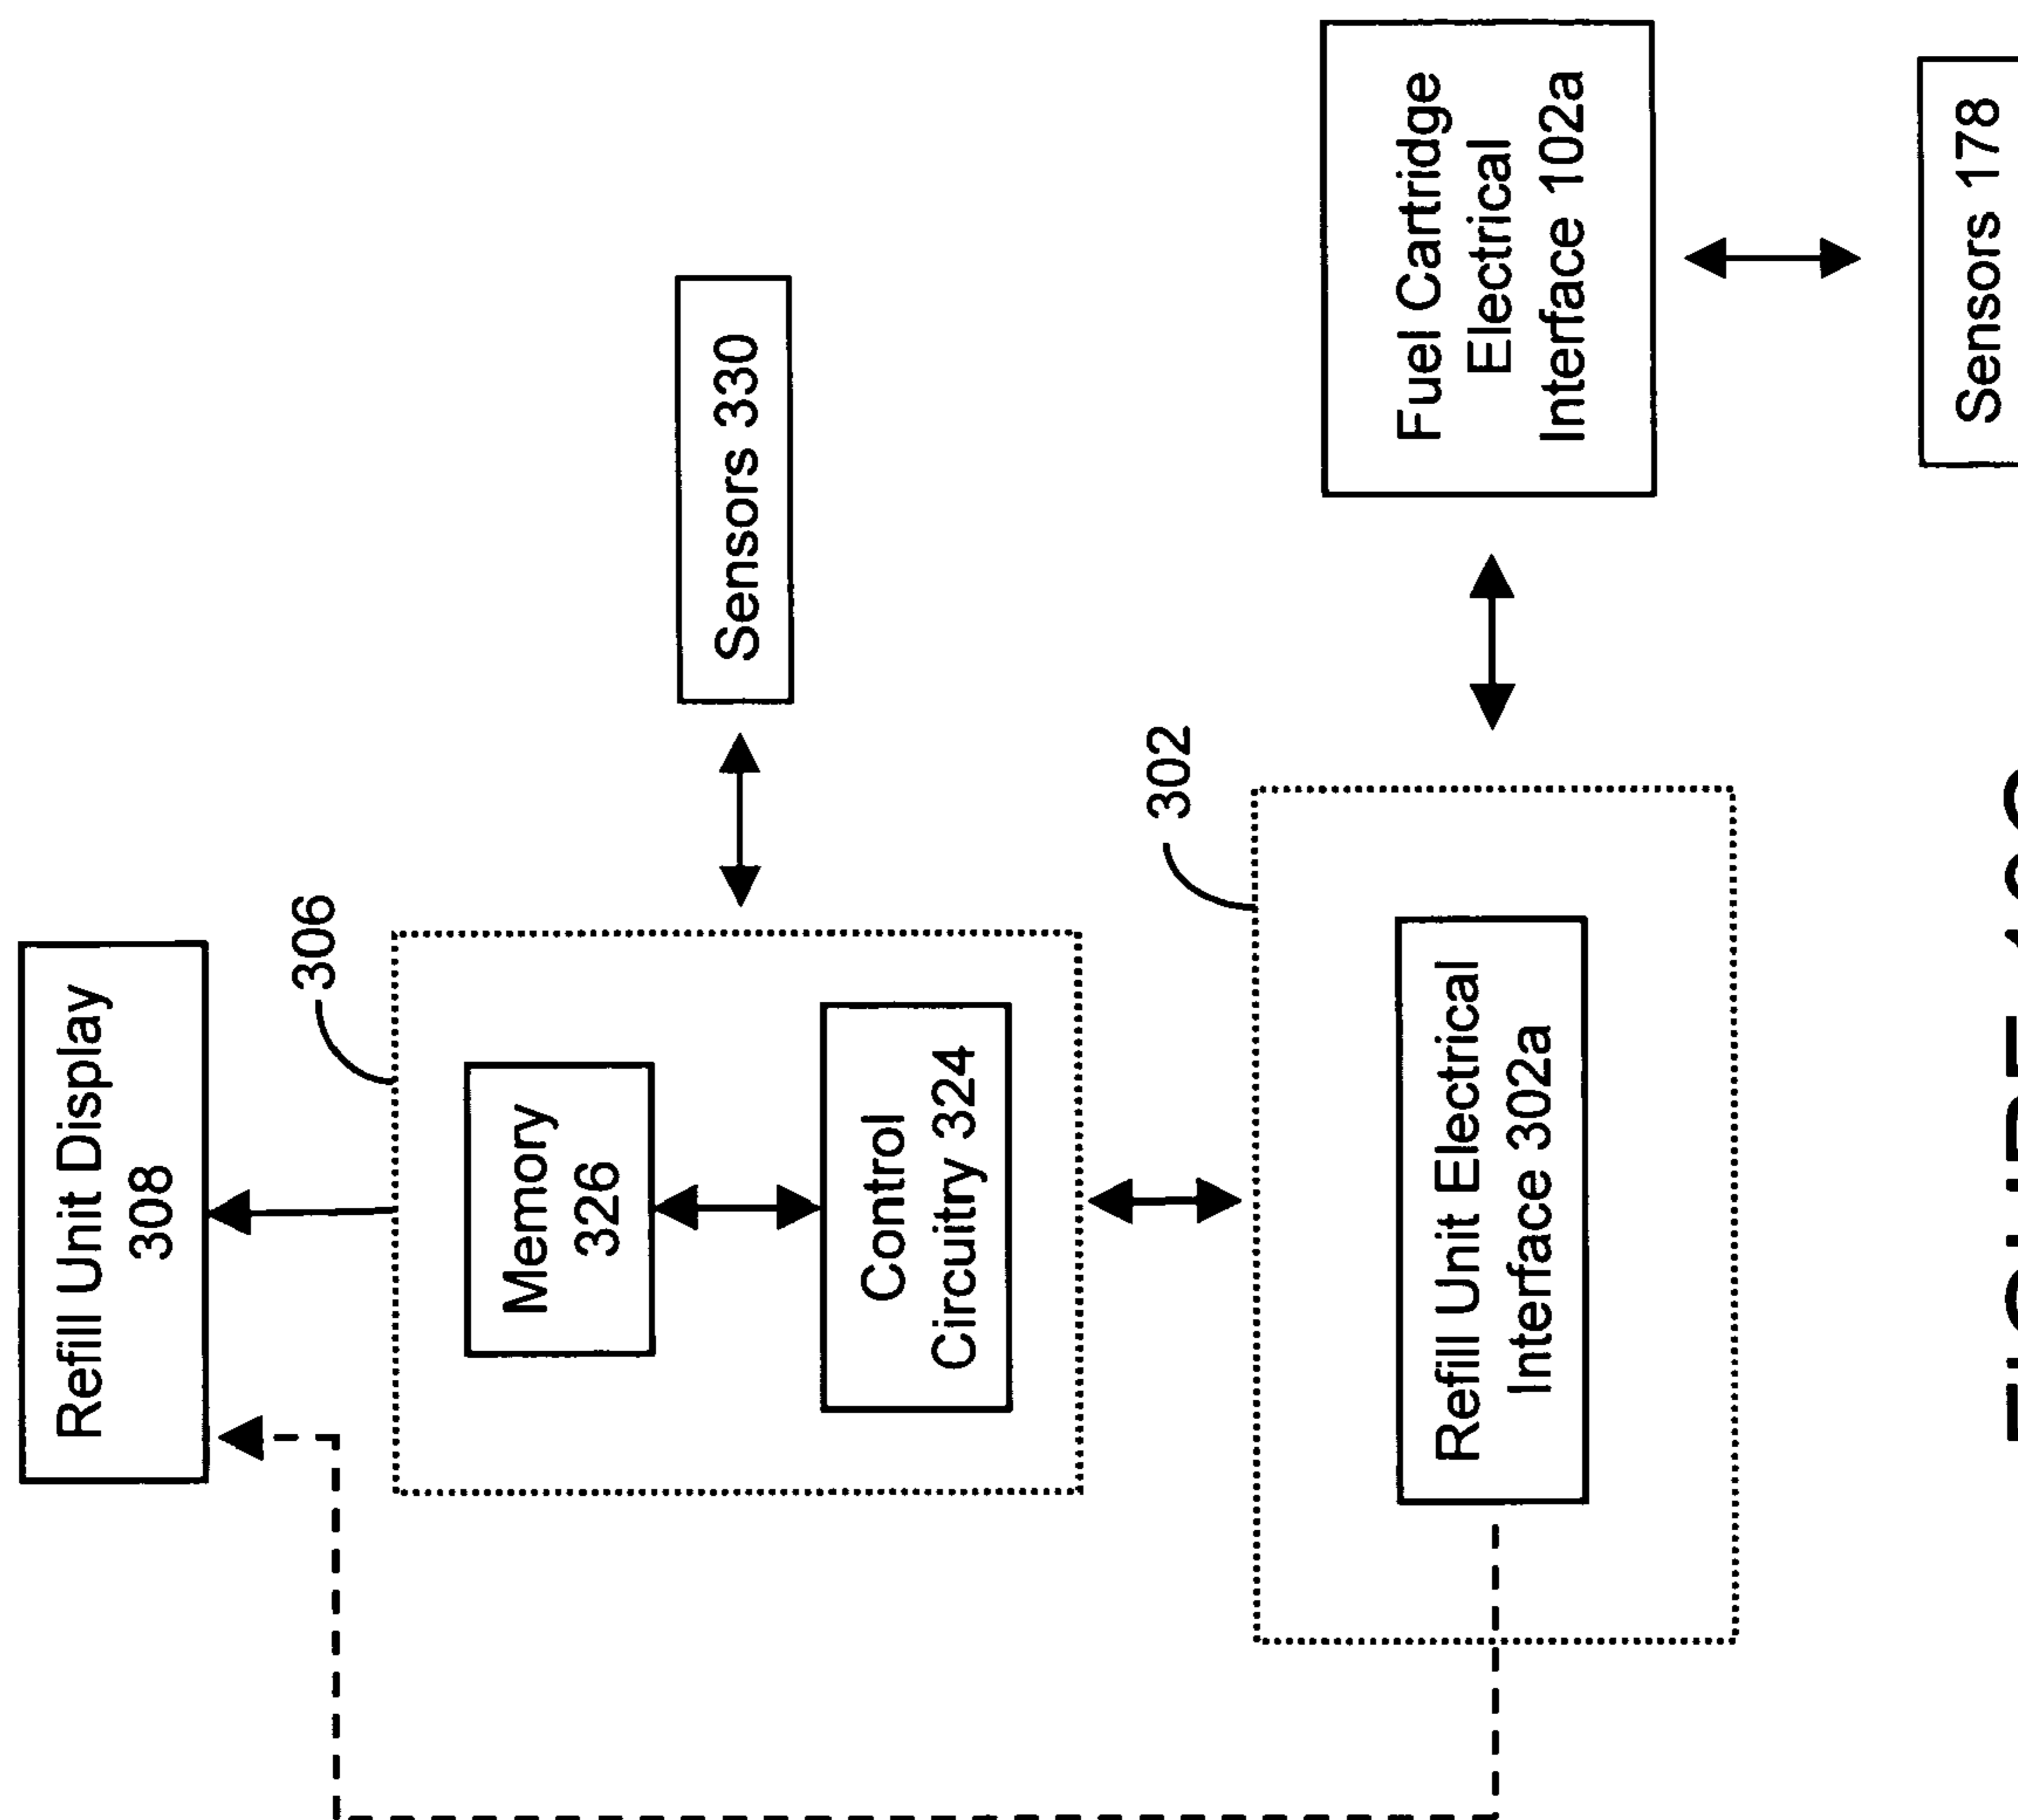 Refill Unit Display
308
306
Memory
326
Control
Circuitry 324
Sensors 330
302
Refill Unit Electrical
Interface 302a
Fuel Cartridge
Electrical
Interface 102a
Sensors 178